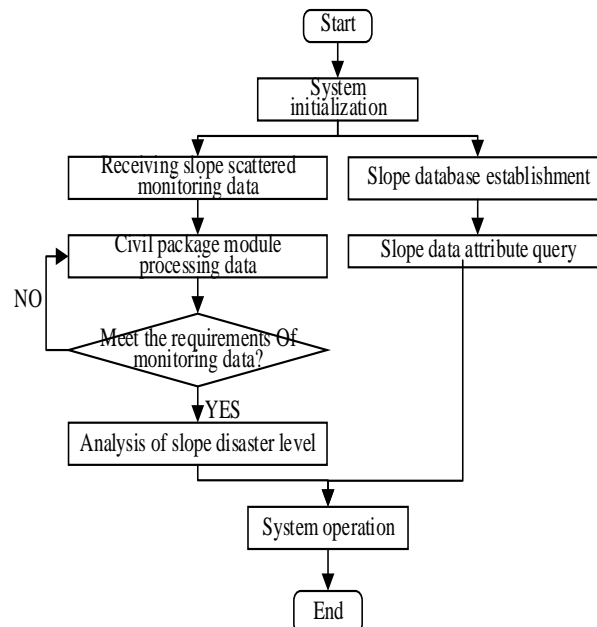 Start
System
initialization
Receiving slope scattered
monitoring data
Slope database establishment
Civil package module
processing data
Slope data attribute query
NO
Meet the requirements Of
monitoring data?
YES
Analysis of slope disaster level
System operation
End